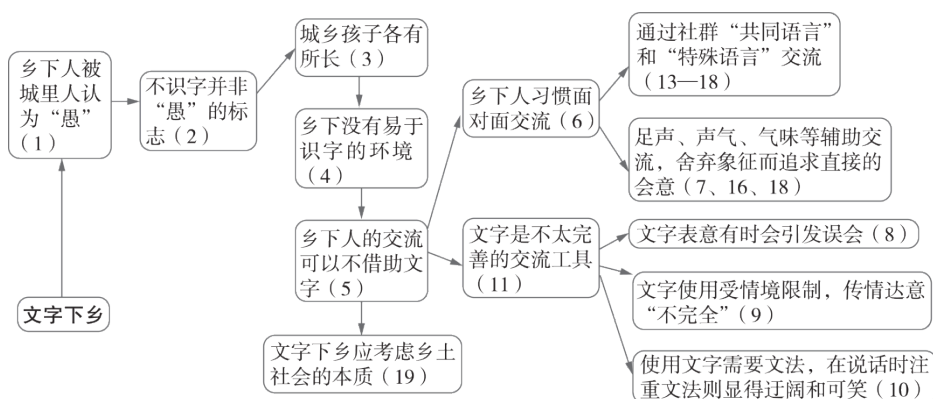 乡下人被
城里人认
为“愚”
(1)
文字下乡
不识字并非
“愚”的标
志(2)
城乡孩子各有
所长(3)
乡下没有易于
识字的环境
(4)
乡下人的交流
可以不借助文
字(5)
文字下乡应考虑乡土
社会的本质(19)
乡下人习惯面
对面交流(6)
文字是不太完
善的交流工具
(11)
通过社群“共同语言”
和“特殊语言”交流
(13—18)
足声、声气、气味等辅助交
流，舍弃象征而追求直接的
会意(7、16、18)
文字表意有时会引发误会(8)
文字使用受情境限制，传情达意
“不完全”(9)
使用文字需要文法，在说话时注
重文法则显得迂阔和可笑(10)